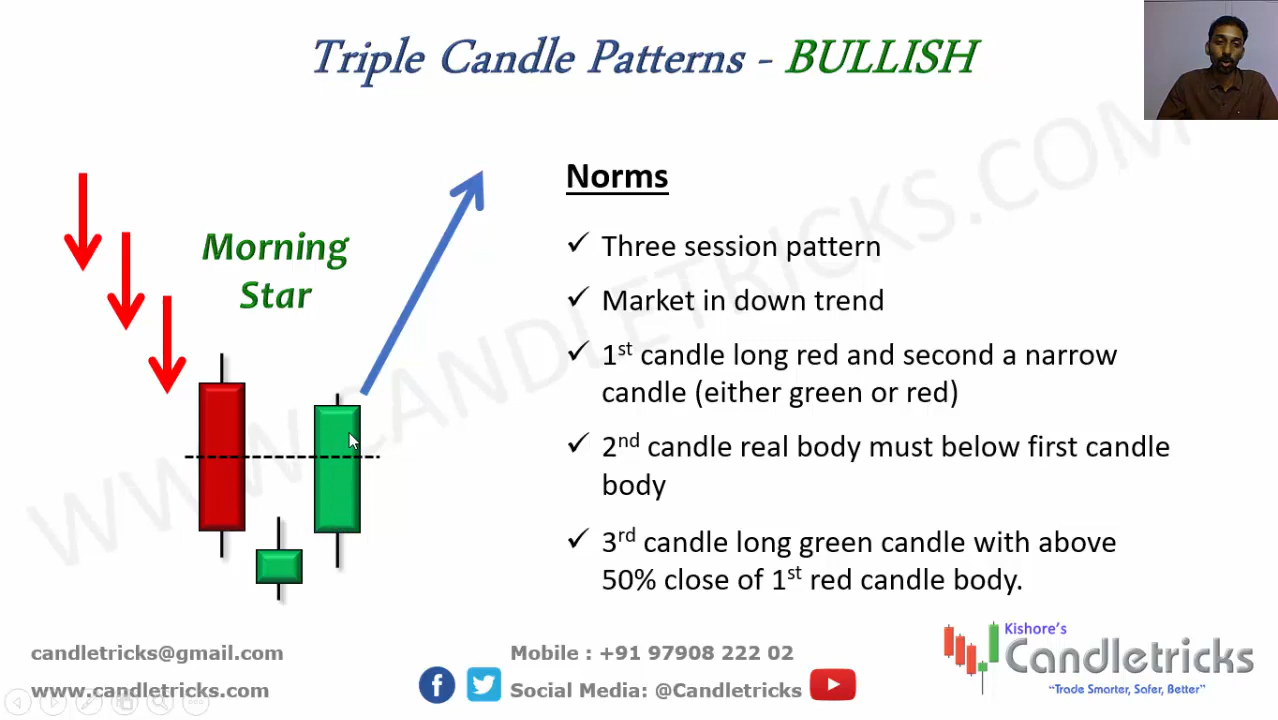 Triple Candle Patterns - BULLISH
WWW.CANDLETRICKS.COM
Morning
Star
Norms
✓ Three session pattern
✓ Market in down trend
✓ 1st candle long red and second a narrow
candle (either green or red)
✓ 2nd candle real body must below first candle
body
✓ 3rd candle long green candle with above
50% close of 1st red candle body.
candletricks@gmail.com
www.candletricks.com
Mobile : +91 97908 222 02
Social Media: @Candletricks
Kishore's
Candletricks
"Trade Smarter, Safer, Better"